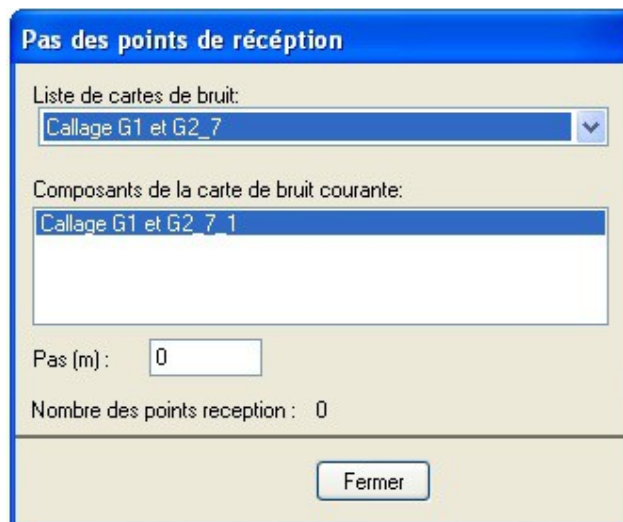 Pas des points de récéption
Liste de cartes de bruit:
Callage G1 et G2_7
Composants de la carte de bruit courante:
Callage G1 et G2_7_1
Pas (m) : 0
Nombre des points reception : 0
Fermer